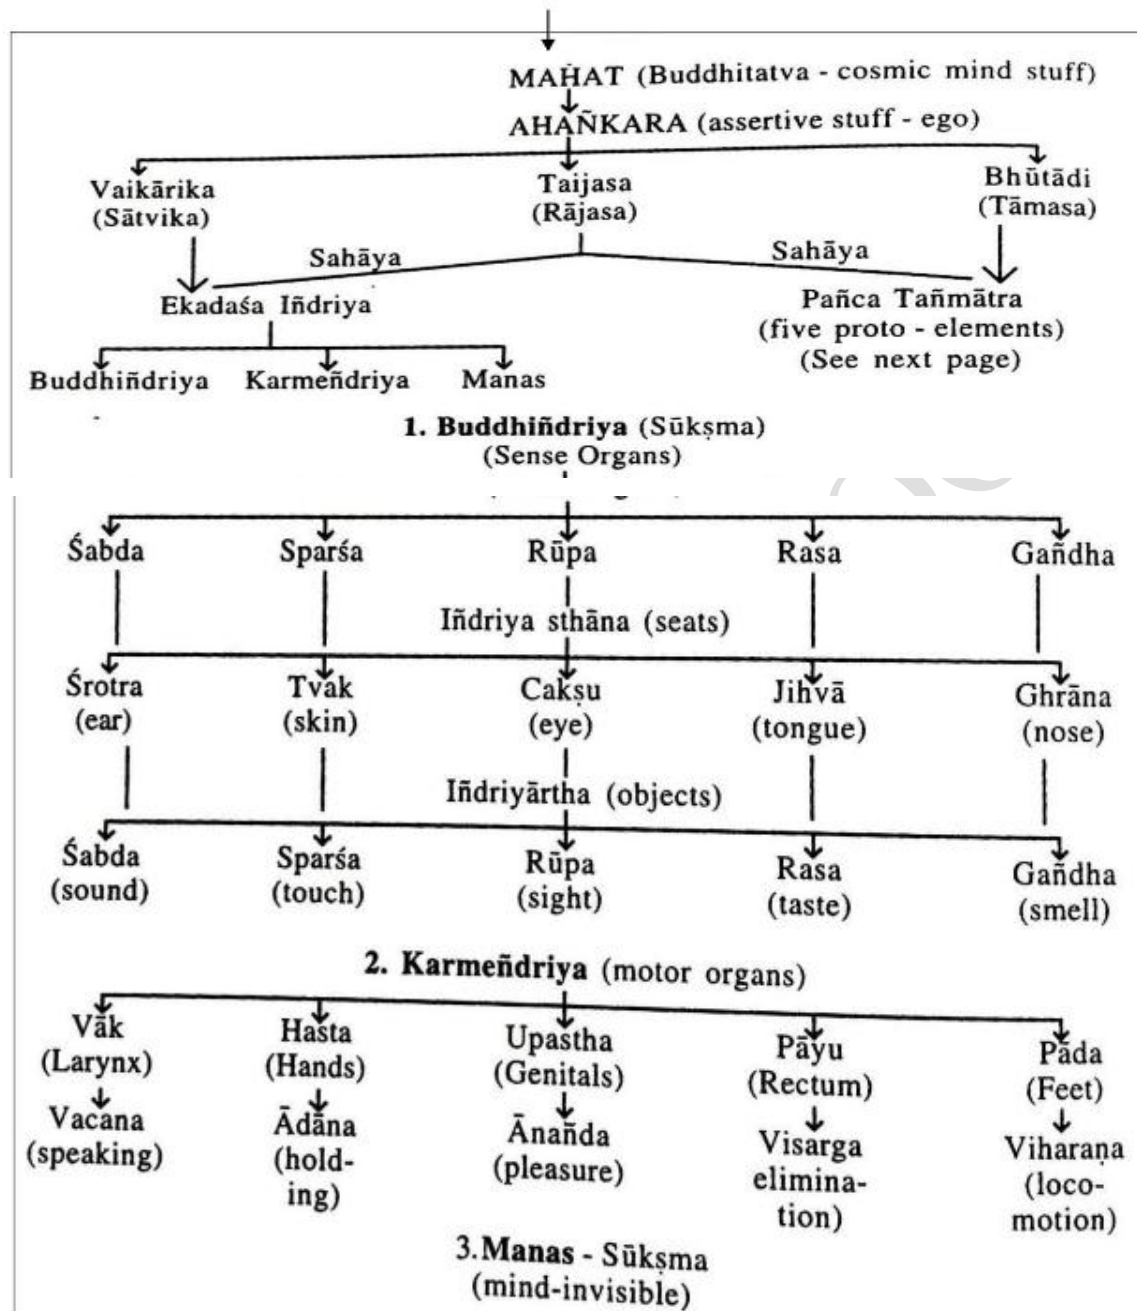 MAHAT (Buddhitatva - cosmic mind stuff)
AHAÑKARA (assertive stuff - ego)
Vaikārika Taijasa Bhūtādi
(Sātvika) (Rājasa) (Tāmasa)
Sahāya Sahāya
Ekadaśa Iñdriya Pañca Tañmātra
(five proto - elements)
(See next page)
Buddhiñdriya Karmeñdriya Manas
1. Buddhiñdriya (Sūkṣma)
(Sense Organs)
Śabda Sparśa Rūpa Rasa Gañdha
Iñdriya sthāna (seats)
Śrotra Tvak Cakṣu Jihvā Ghrāna
(ear) (skin) (eye) (tongue) (nose)
Iñdriyārtha (objects)
Śabda Sparśa Rūpa Rasa Gañdha
(sound) (touch) (sight) (taste) (smell)
2. Karmeñdriya (motor organs)
Vāk Hasta Upastha Pāyu Pāda
(Larynx) (Hands) (Genitals) (Rectum) (Feet)
Vacana Ādāna Ānañda Visarga Viharaṇa
(speaking) (hold- (pleasure) elimina- (loco-
ing) tion) motion)
3.Manas - Sūkṣma
(mind-invisible)